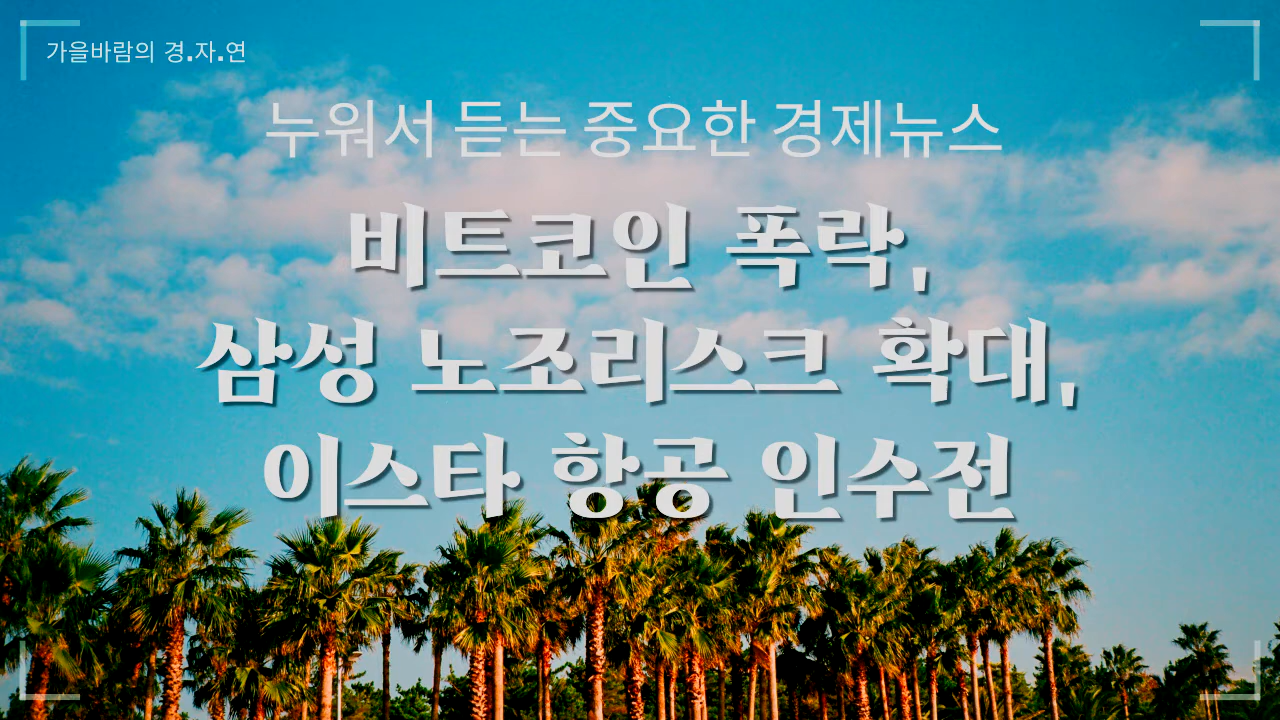 가을바람의 경.자.연
누워서 듣는 중요한 경제뉴스
비트코인 폭락,
삼성 노조리스크 확대,
이스타 항공 인수전